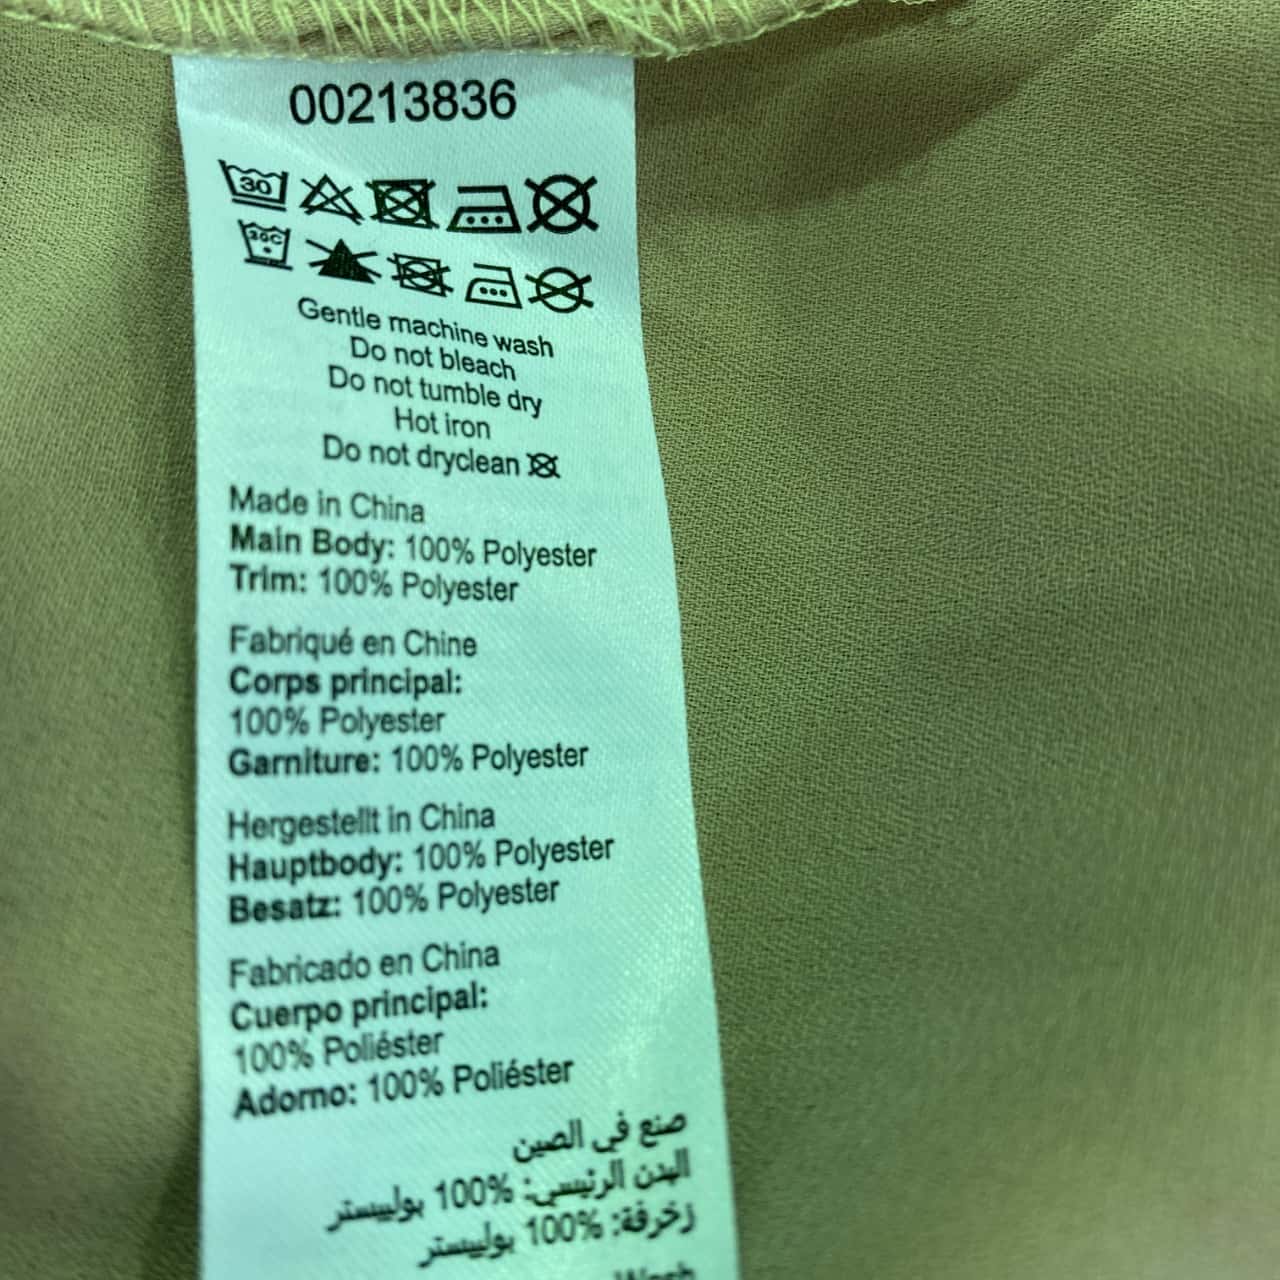 00213836
30
30C
Gentle machine wash
Do not bleach
Do not tumble dry
Hot iron
Do not dryclean
Made in China
Main Body: 100% Polyester
Trim: 100% Polyester
Fabriqué en Chine
Corps principal:
100% Polyester
Garniture: 100% Polyester
Hergestellt in China
Hauptbody: 100% Polyester
Besatz: 100% Polyester
Fabricado en China
Cuerpo principal:
100% Poliéster
Adorno: 100% Poliéster
صنع في الصين
البدن الرئيسي: %100 بوليستر
زخرفة: %100 بوليستر
Wash